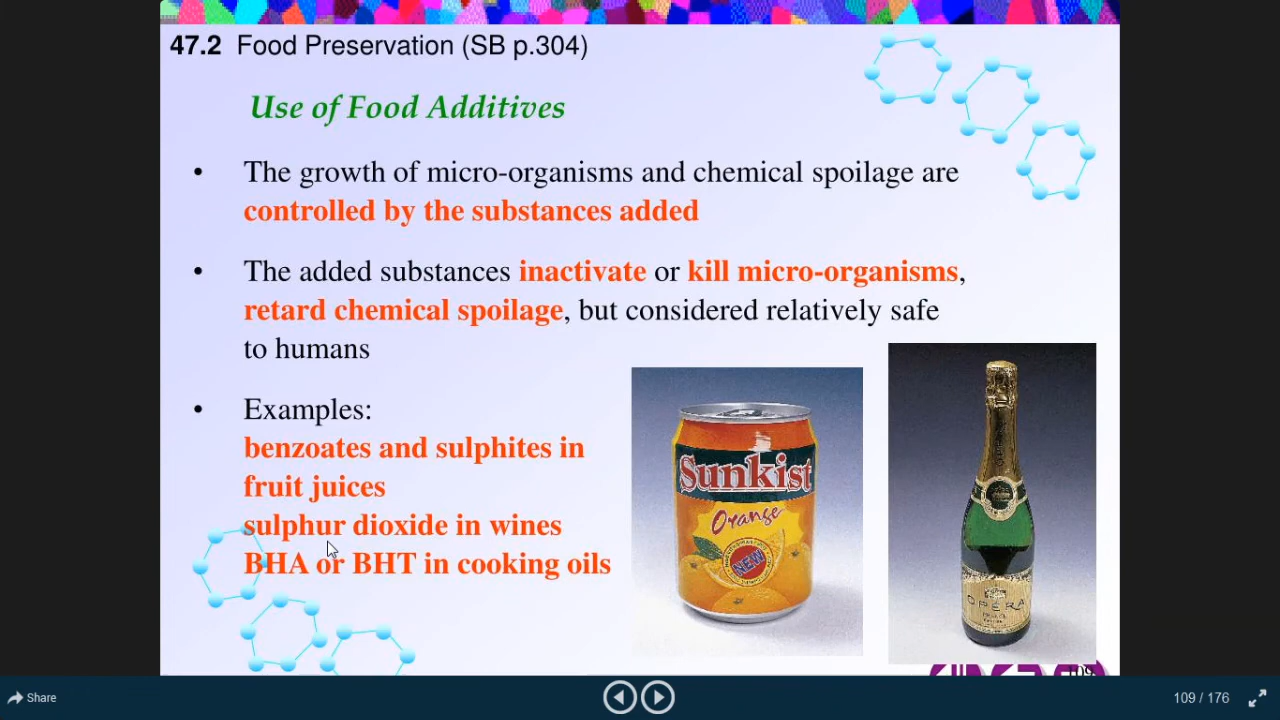 47.2 Food Preservation (SB p.304)
Use of Food Additives
• The growth of micro-organisms and chemical spoilage are
controlled by the substances added
• The added substances inactivate or kill micro-organisms,
retard chemical spoilage, but considered relatively safe
to humans
• Examples:
benzoates and sulphites in
fruit juices
sulphur dioxide in wines
BHA or BHT in cooking oils
Sunkist
Orange
NEW
OPERA
109
Share
109 / 176